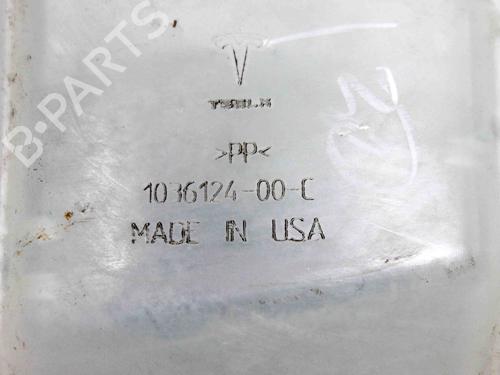 B-PARTS
TESLA
>PP<
1036124-00-C
MADE IN USA